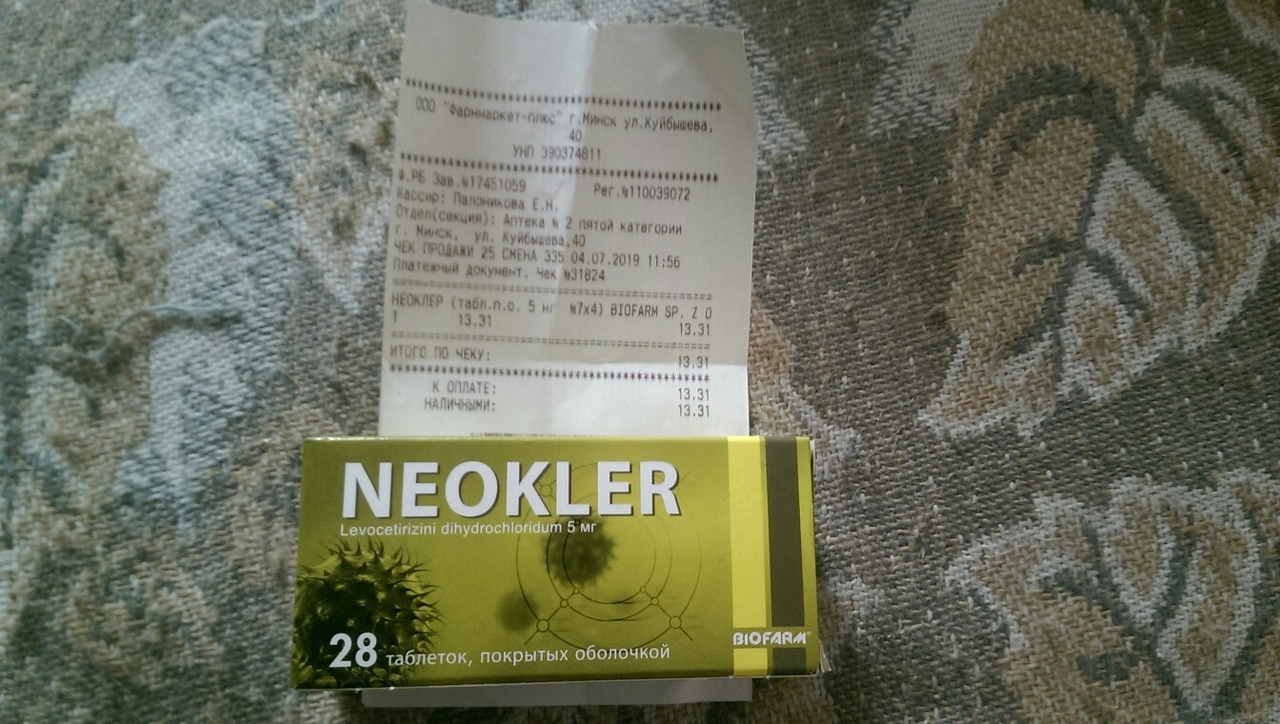 ****************************************
ООО "Фармаркет-плюс" г.Минск ул.Куйбышева,
40
УНП 390374811
****************************************
Ф.РБ Зав.№17451059 Рег.№110039072
Кассир: Палоникова Е.Н.
Отдел(секция): Аптека № 2 пятой категории
г. Минск, ул. Куйбышева,40
ЧЕК ПРОДАЖИ 25 СМЕНА 335 04.07.2019 11:56
Платежный документ. Чек №31824
========================================
НЕОКЛЕР (табл.п.о. 5 мг №7х4) BIOFARM SP. Z O
1 13.31 13.31
========================================
ИТОГО ПО ЧЕКУ: 13.31
****************************************
К ОПЛАТЕ: 13.31
НАЛИЧНЫМИ: 13.31
NEOKLER
Levocetirizini dihydrochloridum 5 мг
28 таблеток, покрытых оболочкой
BIOFARM